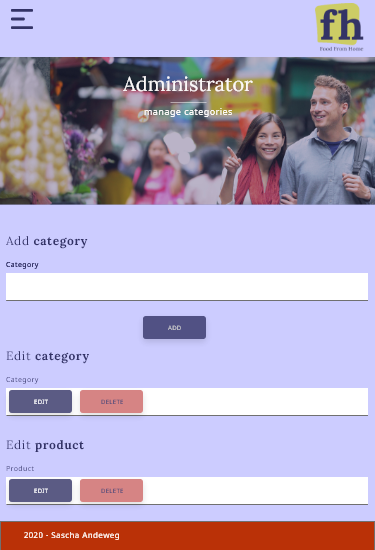 fh
Food From Home
Administrator
manage categories
Add category
Category
ADD
Edit category
Category
EDIT DELETE
Edit product
Product
EDIT DELETE
2020 - Sascha Andeweg